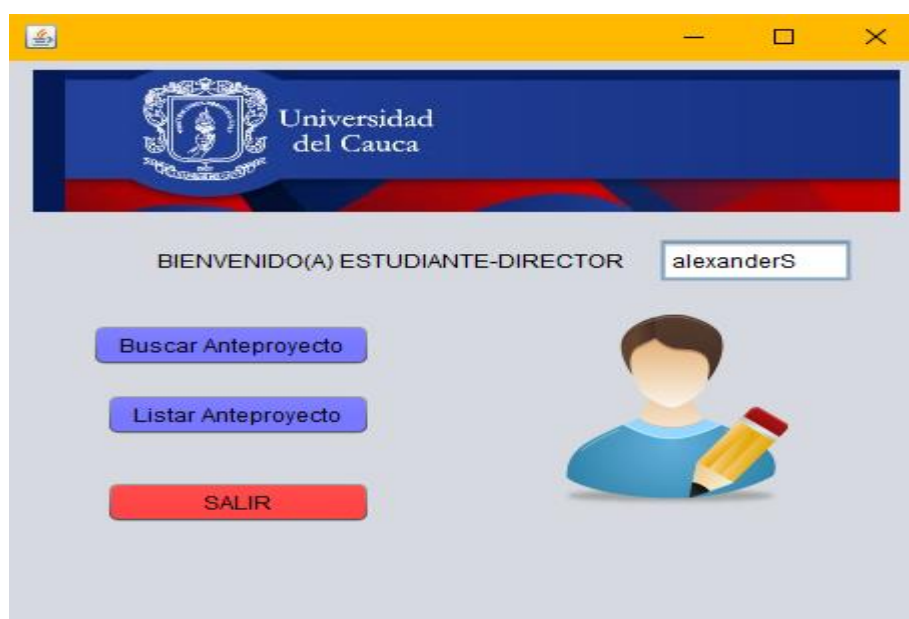 Universidad
del Cauca
BIENVENIDO(A) ESTUDIANTE-DIRECTOR alexanderS
Buscar Anteproyecto
Listar Anteproyecto
SALIR